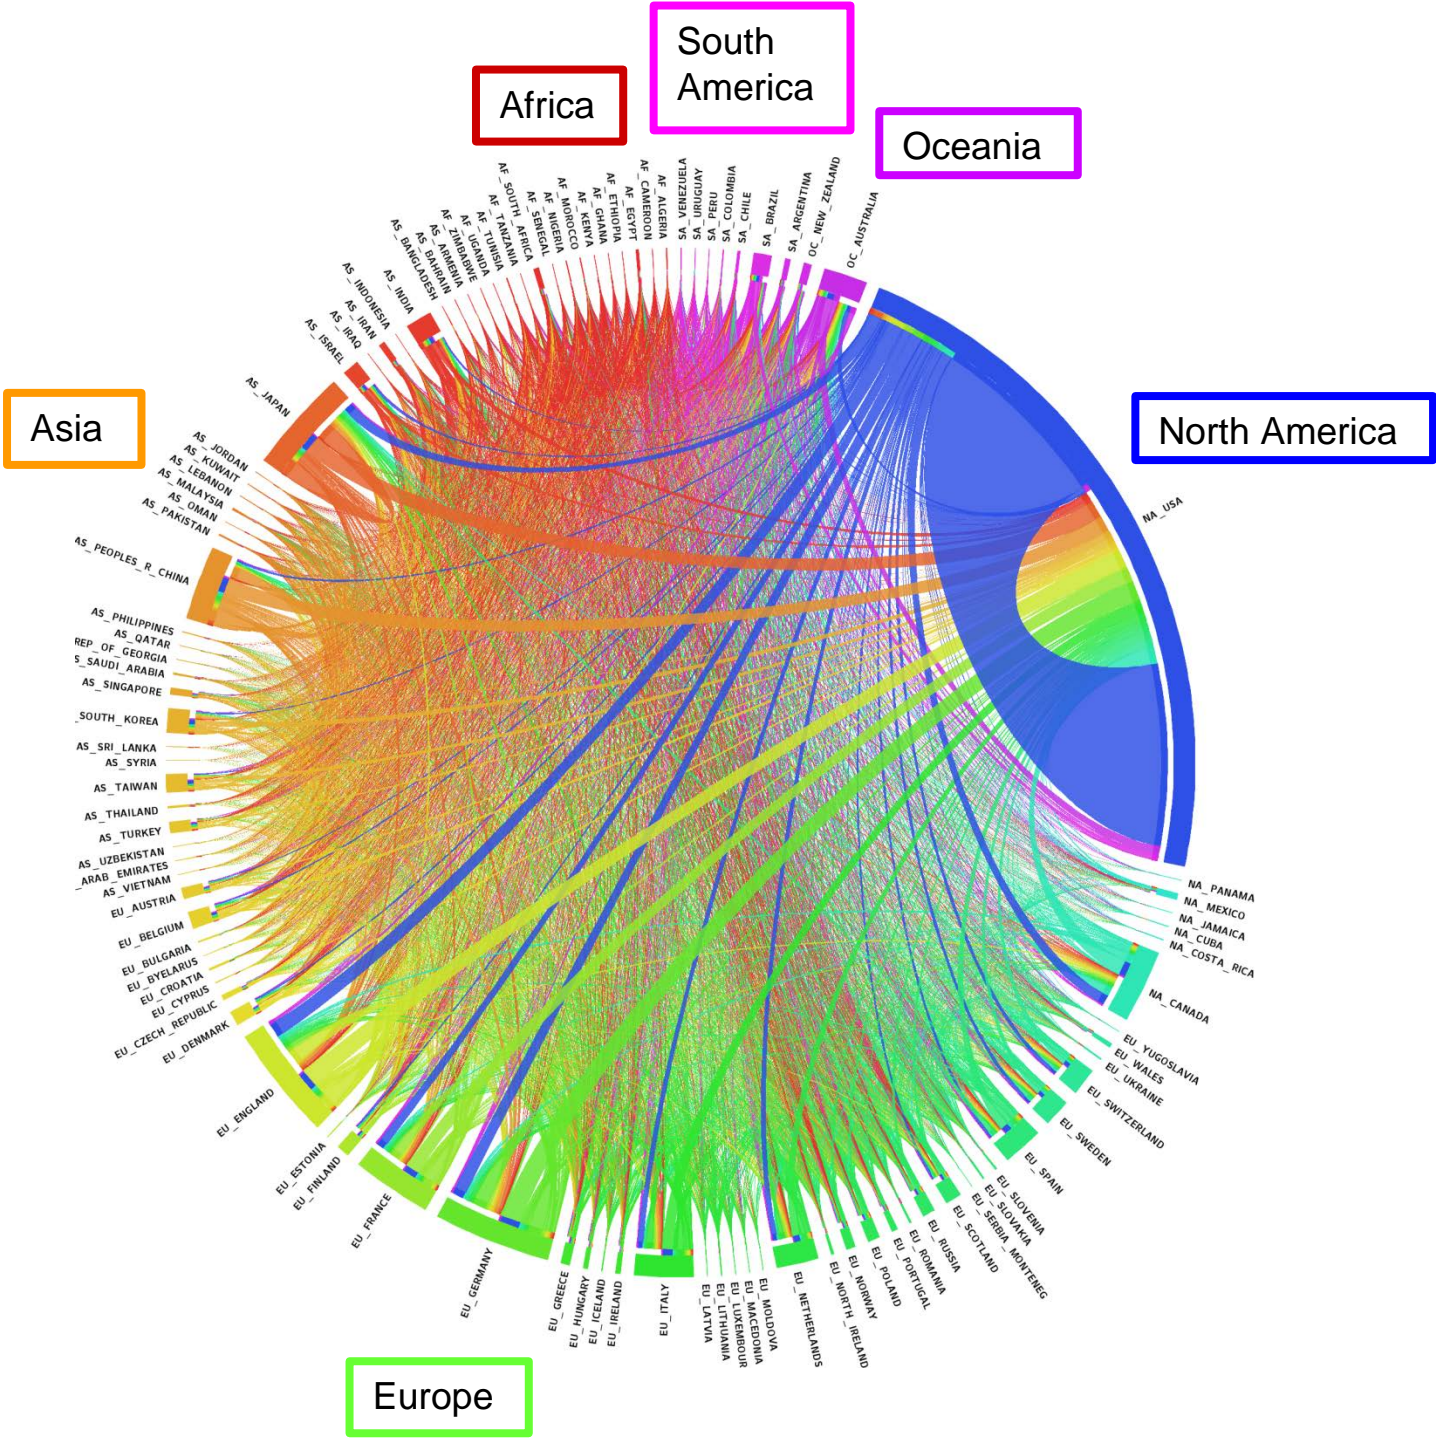 South
America
Africa
Oceania
Asia
North America
Europe
AF_ALGERIA
AF_CAMEROON
AF_EGYPT
AF_ETHIOPIA
AF_GHANA
AF_KENYA
AF_MOROCCO
AF_NIGERIA
AF_SENEGAL
AF_SOUTH_AFRICA
AF_TANZANIA
AF_TUNISIA
AF_UGANDA
AF_ZIMBABWE
AS_ARMENIA
AS_BAHRAIN
AS_BANGLADESH
AS_INDIA
AS_INDONESIA
AS_IRAN
AS_IRAQ
AS_ISRAEL
AS_JAPAN
AS_JORDAN
AS_KUWAIT
AS_LEBANON
AS_MALAYSIA
AS_OMAN
AS_PAKISTAN
AS_PEOPLES_R_CHINA
AS_PHILIPPINES
AS_QATAR
REP_OF_GEORGIA
S_SAUDI_ARABIA
AS_SINGAPORE
_SOUTH_KOREA
AS_SRI_LANKA
AS_SYRIA
AS_TAIWAN
AS_THAILAND
AS_TURKEY
AS_UZBEKISTAN
_ARAB_EMIRATES
AS_VIETNAM
EU_AUSTRIA
EU_BELGIUM
EU_BULGARIA
EU_BYELARUS
EU_CROATIA
EU_CYPRUS
EU_CZECH_REPUBLIC
EU_DENMARK
EU_ENGLAND
EU_ESTONIA
EU_FINLAND
EU_FRANCE
EU_GERMANY
EU_GREECE
EU_HUNGARY
EU_ICELAND
EU_IRELAND
EU_ITALY
EU_LATVIA
EU_LITHUANIA
EU_LUXEMBOUR
EU_MACEDONIA
EU_MOLDOVA
EU_NETHERLANDS
EU_NORTH_IRELAND
EU_NORWAY
EU_POLAND
EU_PORTUGAL
EU_ROMANIA
EU_RUSSIA
EU_SCOTLAND
EU_SERBIA_MONTENEG
EU_SLOVAKIA
EU_SLOVENIA
EU_SPAIN
EU_SWEDEN
EU_SWITZERLAND
EU_UKRAINE
EU_WALES
EU_YUGOSLAVIA
NA_CANADA
NA_COSTA_RICA
NA_CUBA
NA_JAMAICA
NA_MEXICO
NA_PANAMA
NA_USA
OC_AUSTRALIA
OC_NEW_ZEALAND
SA_ARGENTINA
SA_BRAZIL
SA_CHILE
SA_COLOMBIA
SA_PERU
SA_URUGUAY
SA_VENEZUELA